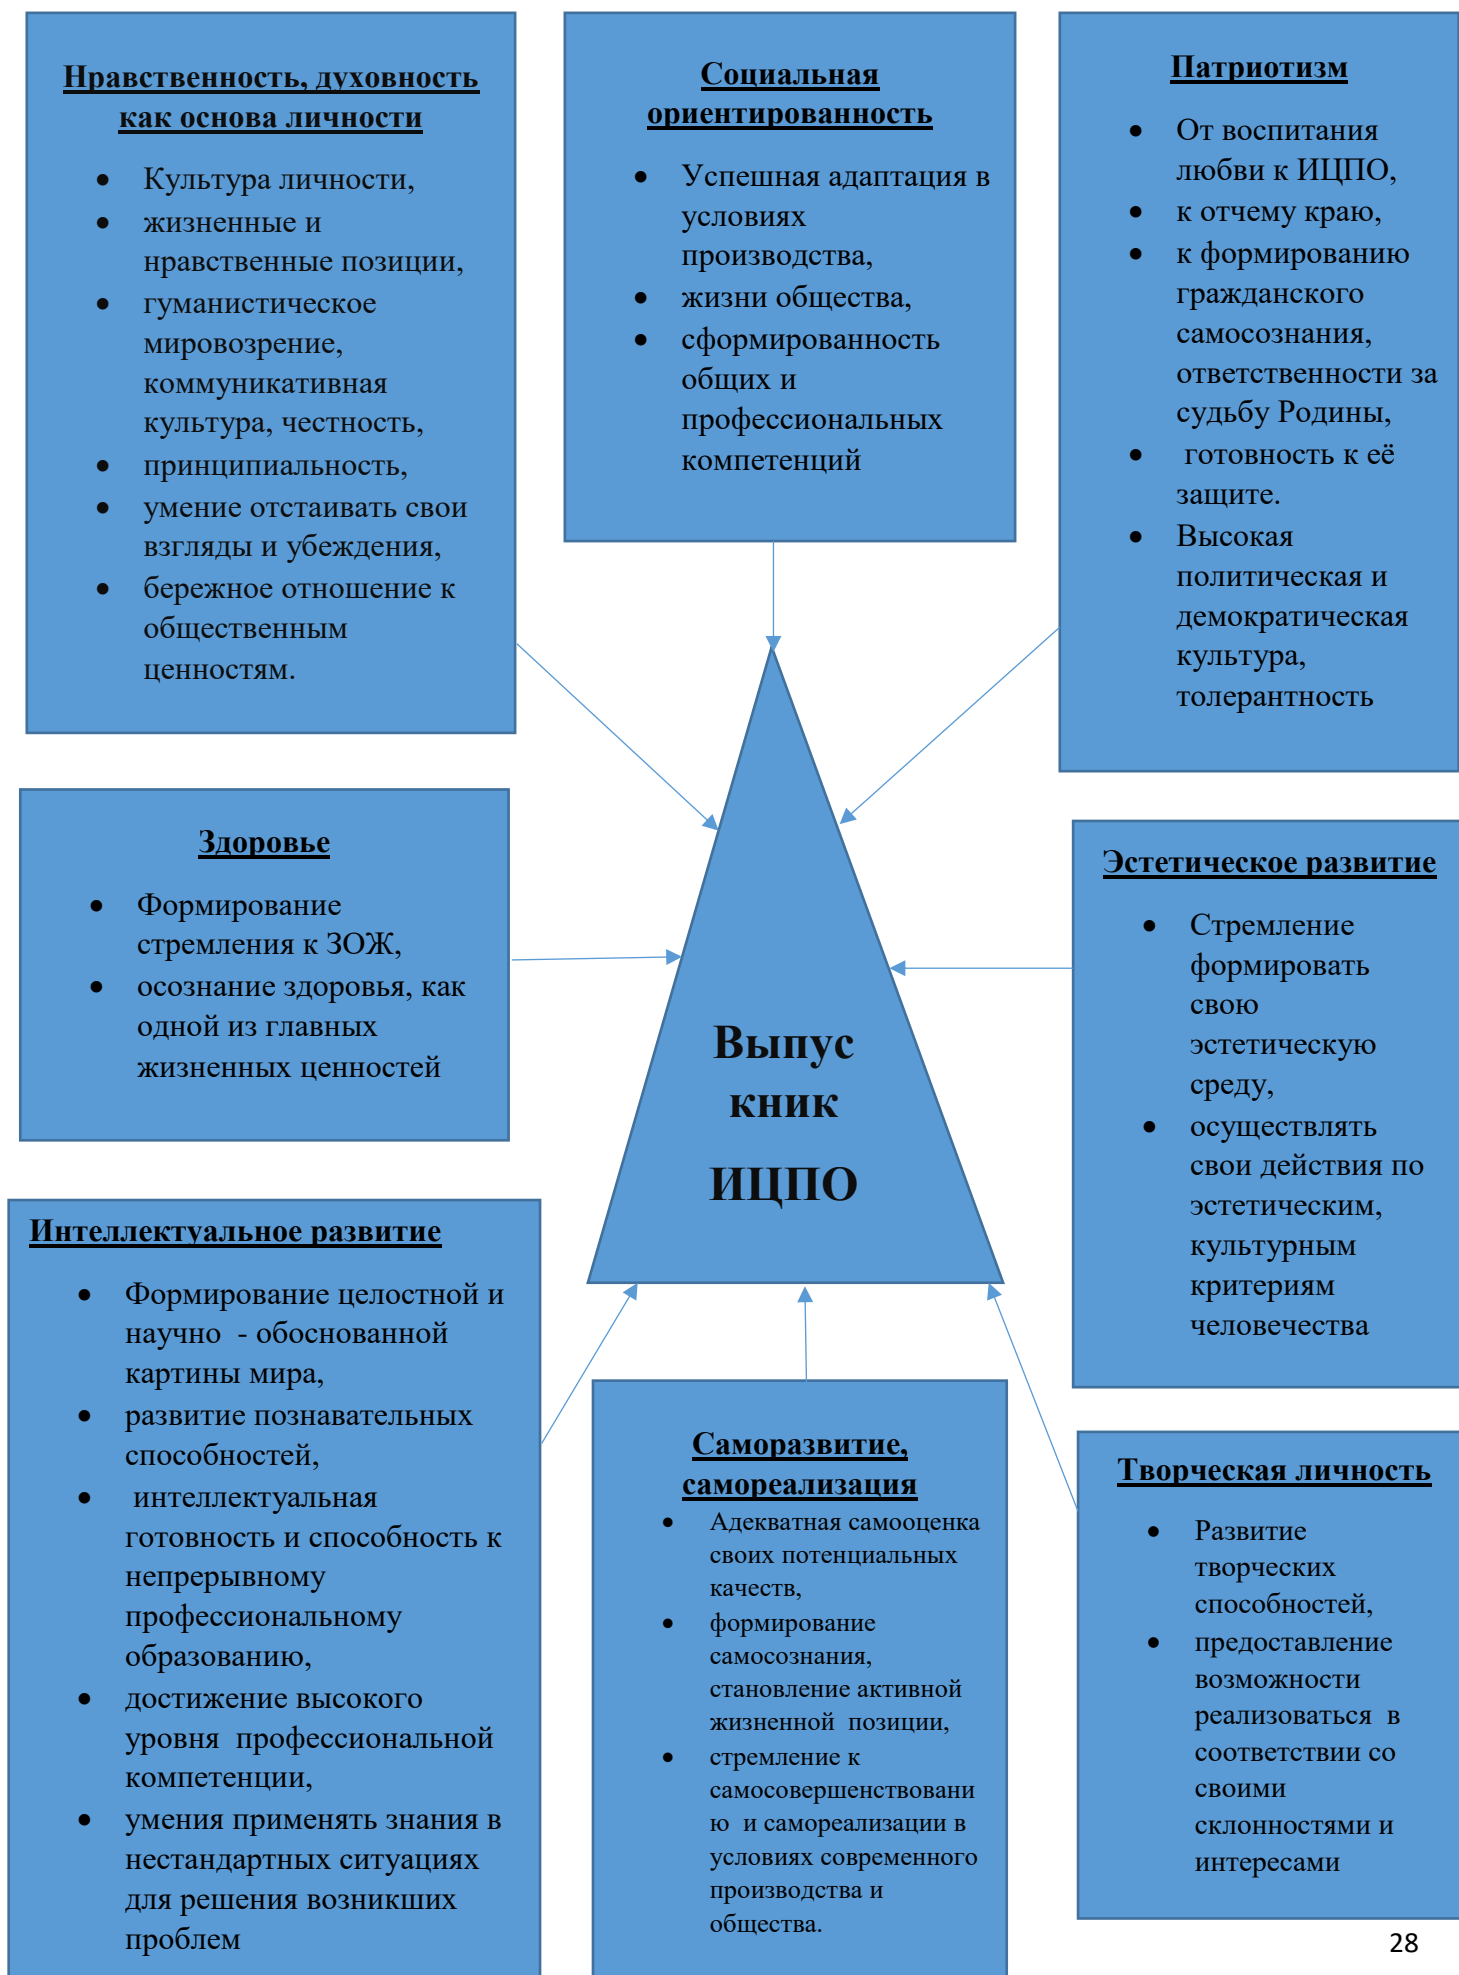 Нравственность, духовность
как основа личности
• Культура личности,
• жизненные и
нравственные позиции,
• гуманистическое
мировозрение,
коммуникативная
культура, честность,
• принципиальность,
• умение отстаивать свои
взгляды и убеждения,
• бережное отношение к
общественным
ценностям.
Социальная
ориентированность
• Успешная адаптация в
условиях
производства,
• жизни общества,
• сформированность
общих и
профессиональных
компетенций
Патриотизм
• От воспитания
любви к ИЦПО,
• к отчему краю,
• к формированию
гражданского
самосознания,
ответственности за
судьбу Родины,
• готовность к её
защите.
• Высокая
политическая и
демократическая
культура,
толерантность
Здоровье
• Формирование
стремления к ЗОЖ,
• осознание здоровья, как
одной из главных
жизненных ценностей
Выпус
кник
ИЦПО
Эстетическое развитие
• Стремление
формировать
свою
эстетическую
среду,
• осуществлять
свои действия по
эстетическим,
культурным
критериям
человечества
Интеллектуальное развитие
• Формирование целостной и
научно - обоснованной
картины мира,
• развитие познавательных
способностей,
• интеллектуальная
готовность и способность к
непрерывному
профессиональному
образованию,
• достижение высокого
уровня профессиональной
компетенции,
• умения применять знания в
нестандартных ситуациях
для решения возникших
проблем
Саморазвитие,
самореализация
• Адекватная самооценка
своих потенциальных
качеств,
• формирование
самосознания,
становление активной
жизненной позиции,
• стремление к
самосовершенствовани
ю и самореализации в
условиях современного
производства и
общества.
Творческая личность
• Развитие
творческих
способностей,
• предоставление
возможности
реализоваться в
соответствии со
своими
склонностями и
интересами
28